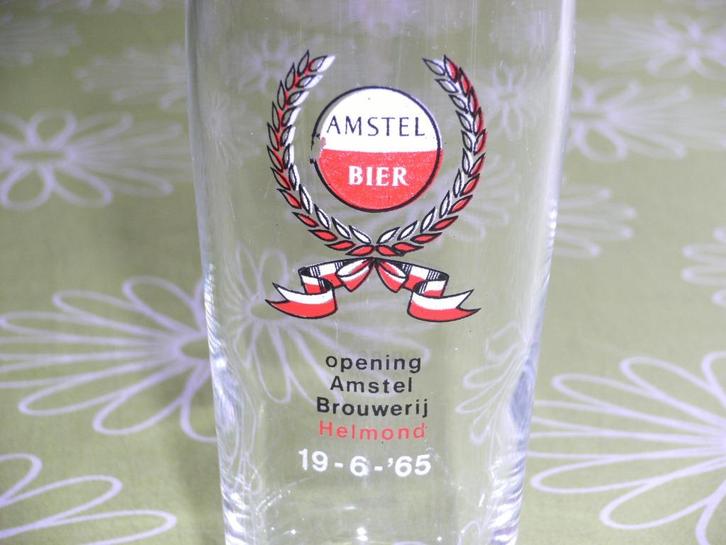 AMSTEL
BIER
opening
Amstel
Brouwerij
Helmond
19-6-'65